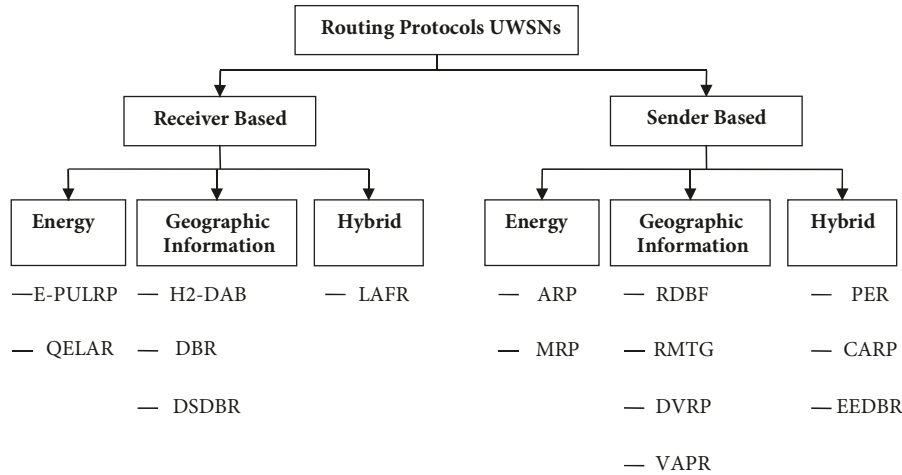 Routing Protocols UWSNs
Receiver Based
Sender Based
Energy
Geographic
Information
Hybrid
Energy
Geographic
Information
Hybrid
E-PULRP
H2-DAB
LAFR
ARP
RDBF
PER
QELAR
DBR
MRP
RMTG
CARP
DSDBR
DVRP
EEDBR
VAPR